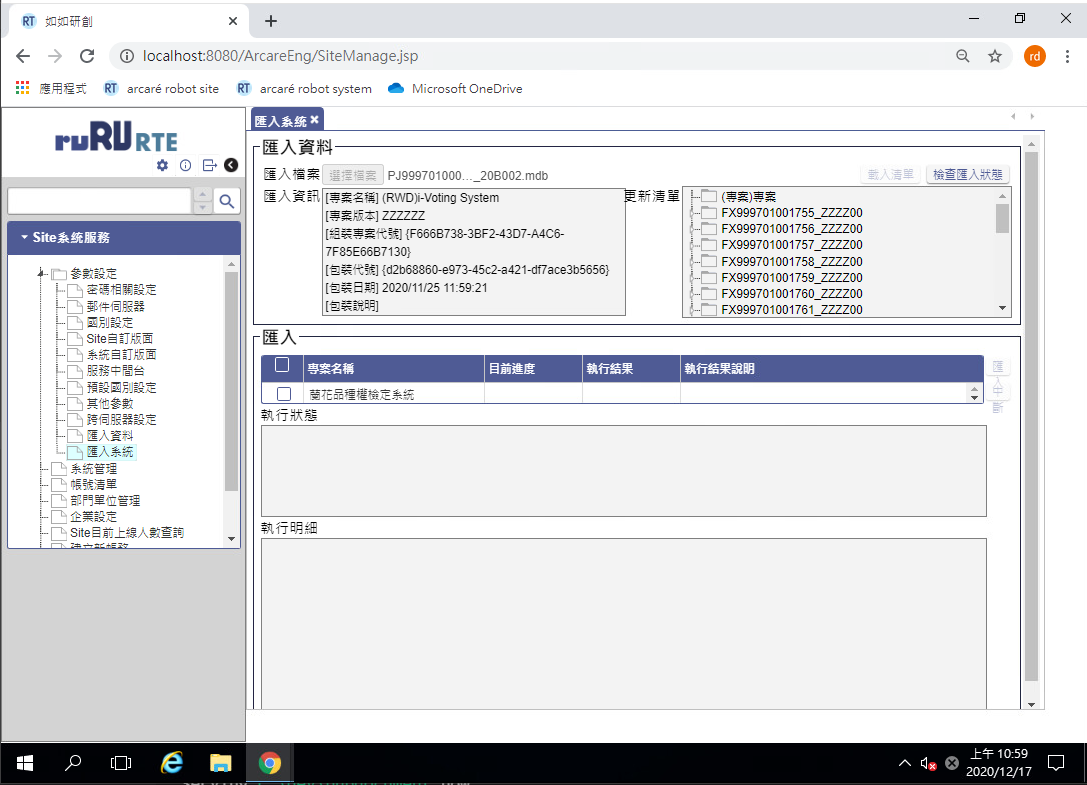 RT 如如研創
localhost:8080/ArcareEng/SiteManage.jsp
rd
應用程式 RT arcaré robot site RT arcaré robot system Microsoft OneDrive
ruRU RTE
Site系統服務
參數設定
密碼相關設定
郵件伺服器
國別設定
Site自訂版面
系統自訂版面
服務中間台
預設國別設定
其他參數
跨伺服器設定
匯入資料
匯入系統
系統管理
帳號清單
部門單位管理
企業設定
Site目前上線人數查詢
匯入系統
匯入資料
匯入檔案 選擇檔案 PJ999701000…_20B002.mdb 載入清單 檢查匯入狀態
匯入資訊
[專案名稱] (RWD)i-Voting System
[專案版本] ZZZZZZ
[組裝專案代號] {F666B738-3BF2-43D7-A4C6-
7F85E66B7130}
[包裝代號] {d2b68860-e973-45c2-a421-df7ace3b5656}
[包裝日期] 2020/11/25 11:59:21
[包裝說明]
更新清單
(專案)專案
FX999701001755_ZZZZ00
FX999701001756_ZZZZ00
FX999701001757_ZZZZ00
FX999701001758_ZZZZ00
FX999701001759_ZZZZ00
FX999701001760_ZZZZ00
FX999701001761_ZZZZ00
匯入
專案名稱 目前進度 執行結果 執行結果說明
蘭花品種權檢定系統
匯
入
中
斷
執行狀態
執行明細
上午 10:59
2020/12/17